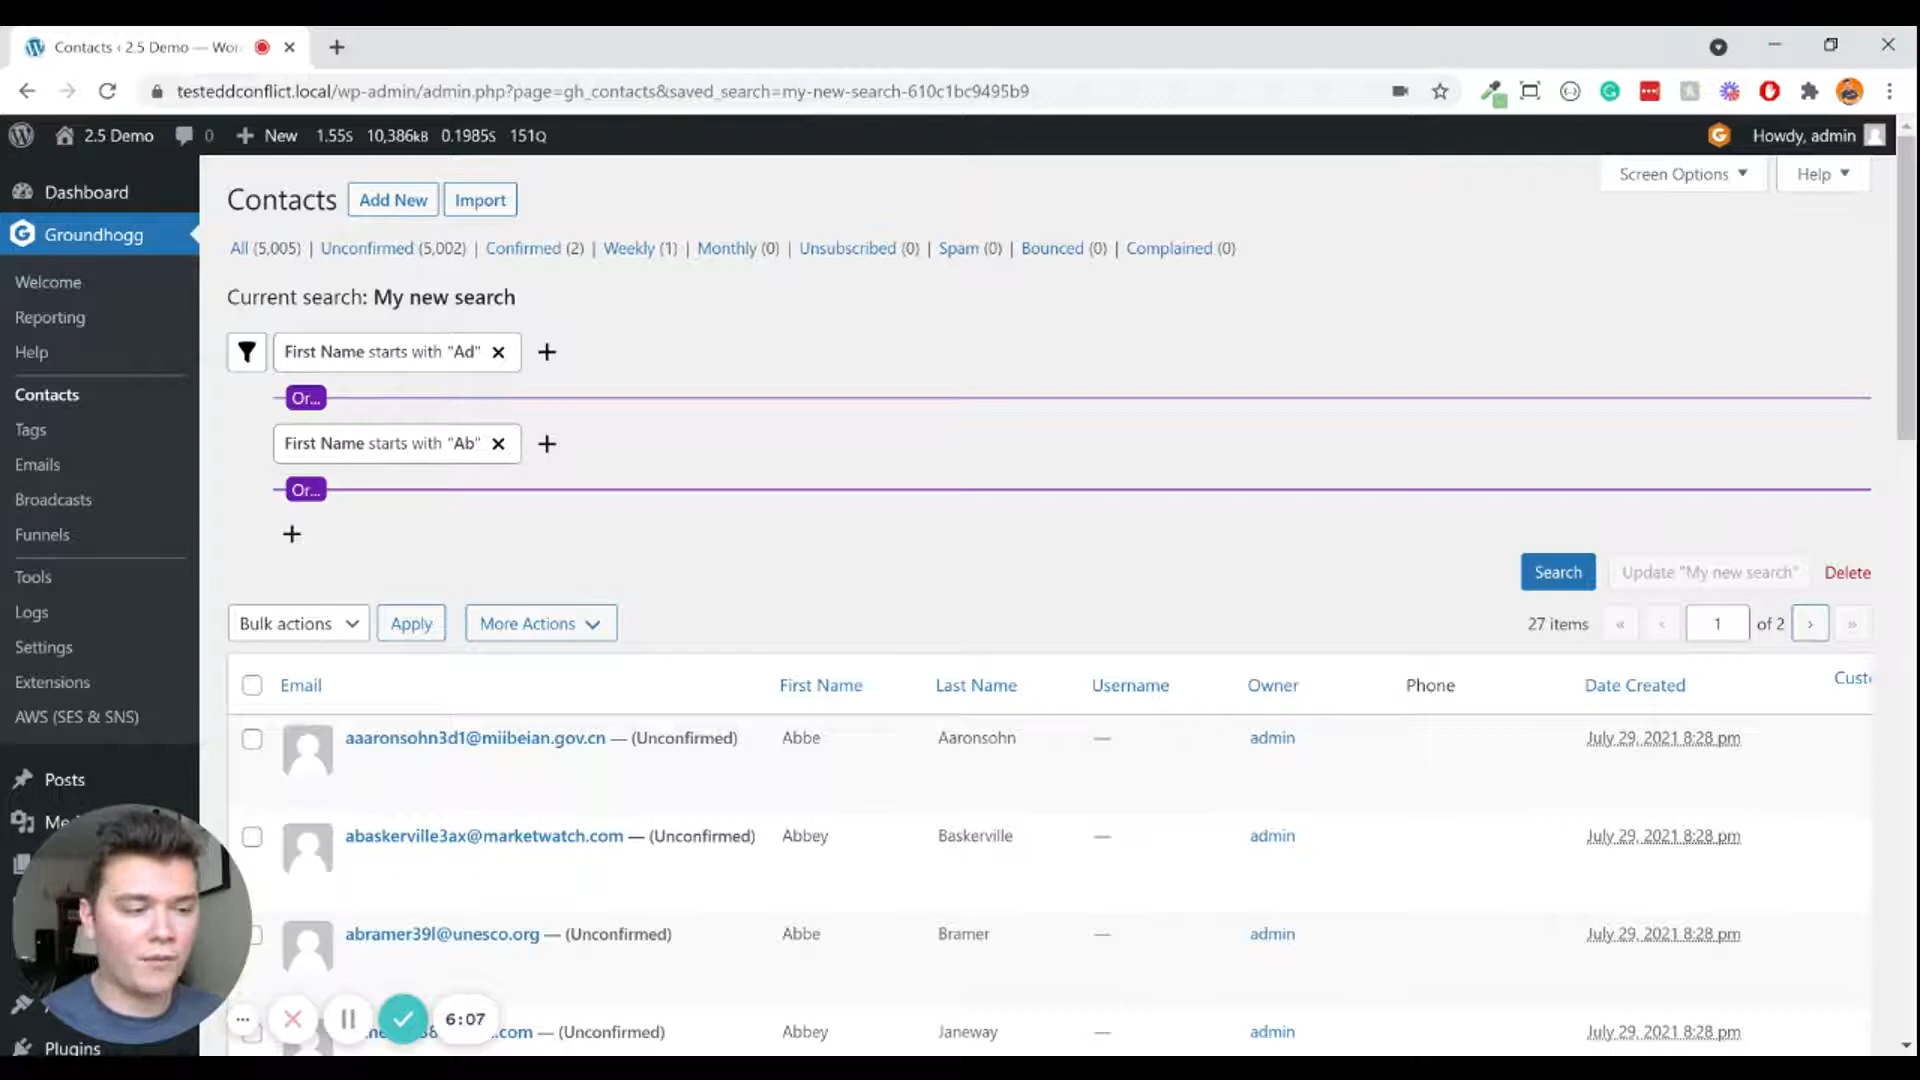 Contacts ‹ 2.5 Demo — Wor
testeddconflict.local/wp-admin/admin.php?page=gh_contacts&saved_search=my-new-search-610c1bc9495b9
2.5 Demo 0 New 1.55s 10,386kB 0.1985s 151Q Howdy, admin
Screen Options Help
Dashboard
Groundhogg
Welcome
Reporting
Help
Contacts
Tags
Emails
Broadcasts
Funnels
Tools
Logs
Settings
Extensions
AWS (SES & SNS)
Posts
Me
Plugins
Contacts Add New Import
All (5,005) | Unconfirmed (5,002) | Confirmed (2) | Weekly (1) | Monthly (0) | Unsubscribed (0) | Spam (0) | Bounced (0) | Complained (0)
Current search: My new search
First Name starts with "Ad"
Or...
First Name starts with "Ab"
Or...
Search Update "My new search" Delete
Bulk actions Apply More Actions 27 items « ‹ 1 of 2 › »
Email First Name Last Name Username Owner Phone Date Created Custo
aaaronsohn3d1@miibeian.gov.cn — (Unconfirmed) Abbe Aaronsohn — admin July 29, 2021 8:28 pm
abaskerville3ax@marketwatch.com — (Unconfirmed) Abbey Baskerville — admin July 29, 2021 8:28 pm
abramer39l@unesco.org — (Unconfirmed) Abbe Bramer — admin July 29, 2021 8:28 pm
.com — (Unconfirmed) Abbey Janeway — admin July 29, 2021 8:28 pm
6:07